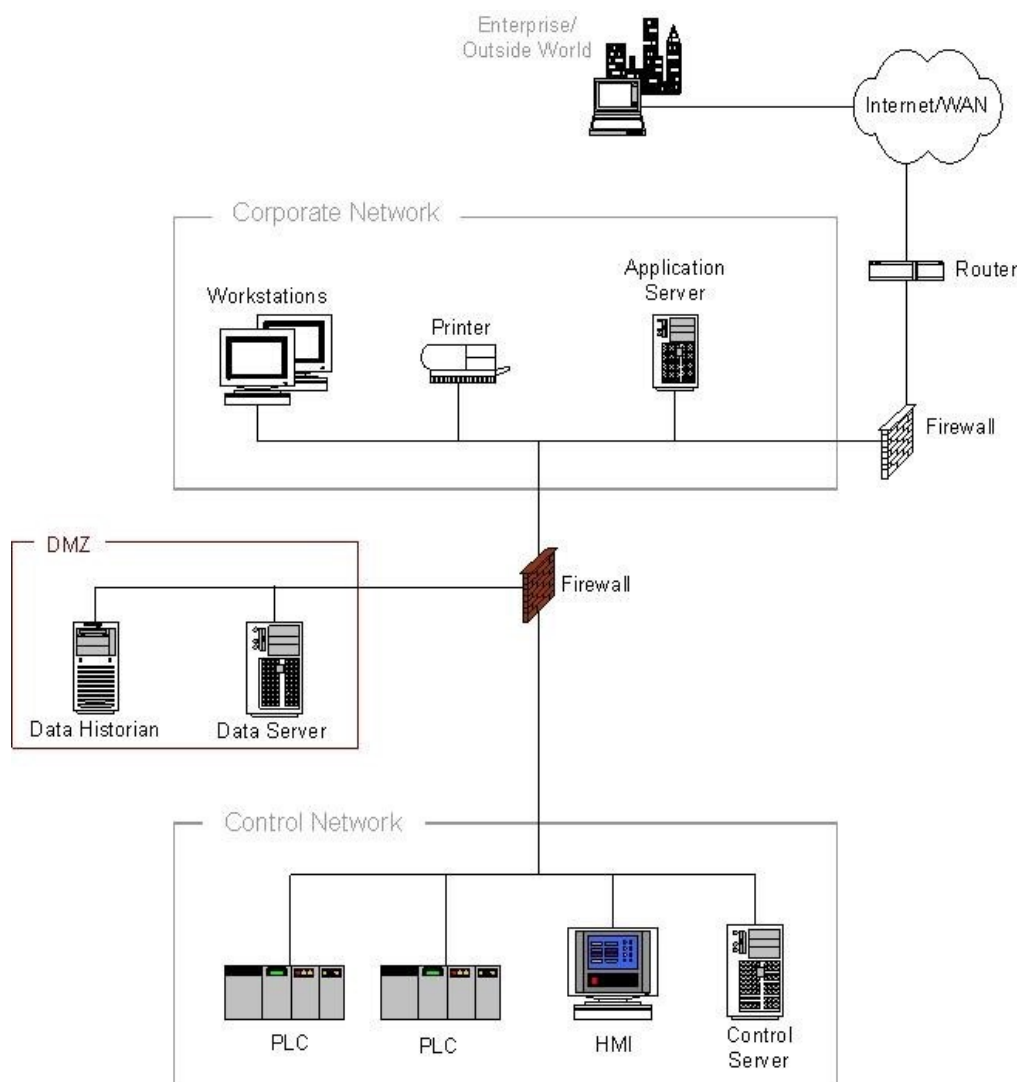 Enterprise/
Outside World
Internet/WAN
Corporate Network
Router
Application
Server
Workstations
Printer
Firewall
DMZ
Firewall
Data Historian
Data Server
Control Network
PLC
PLC
HMI
Control
Server